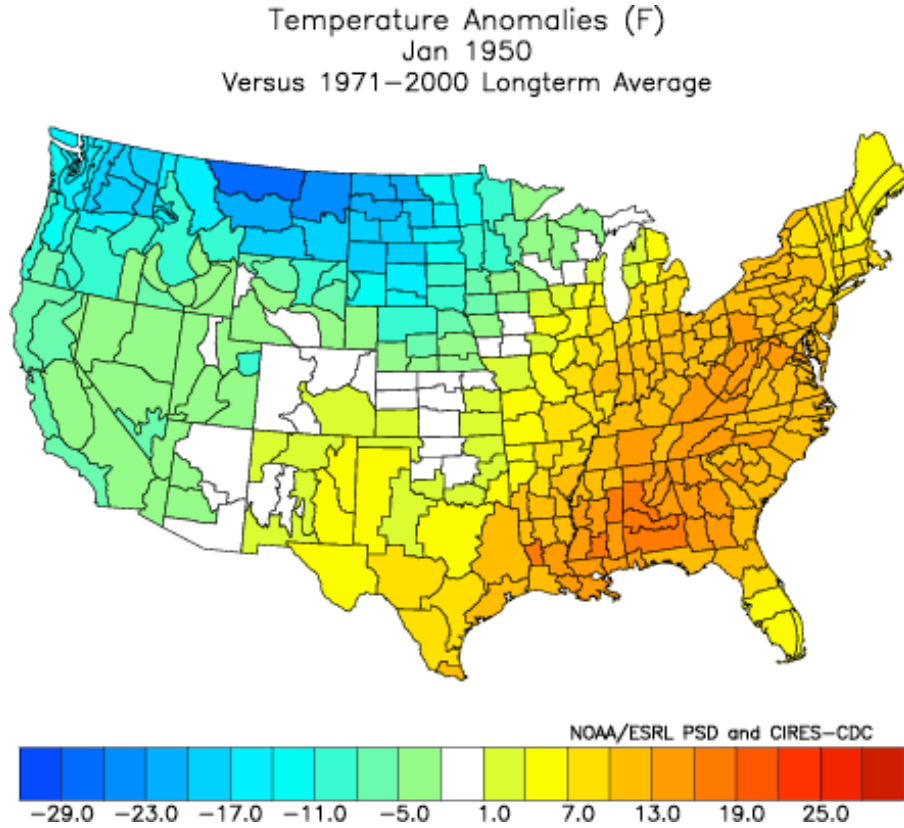 Temperature Anomalies (F)
Jan 1950
Versus 1971-2000 Longterm Average
NOAA/ESRL PSD and CIRES-CDC
-29.0 -23.0 -17.0 -11.0 -5.0 1.0 7.0 13.0 19.0 25.0